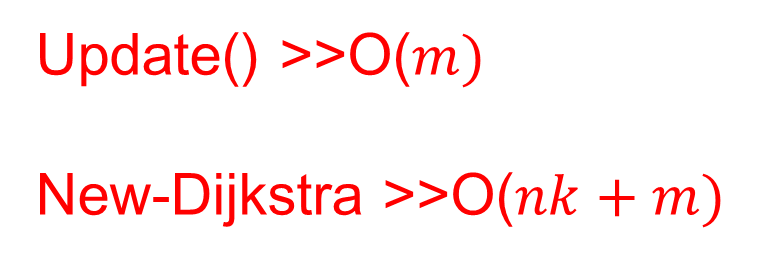 Update() >>O(m)
New-Dijkstra >>O(nk + m)